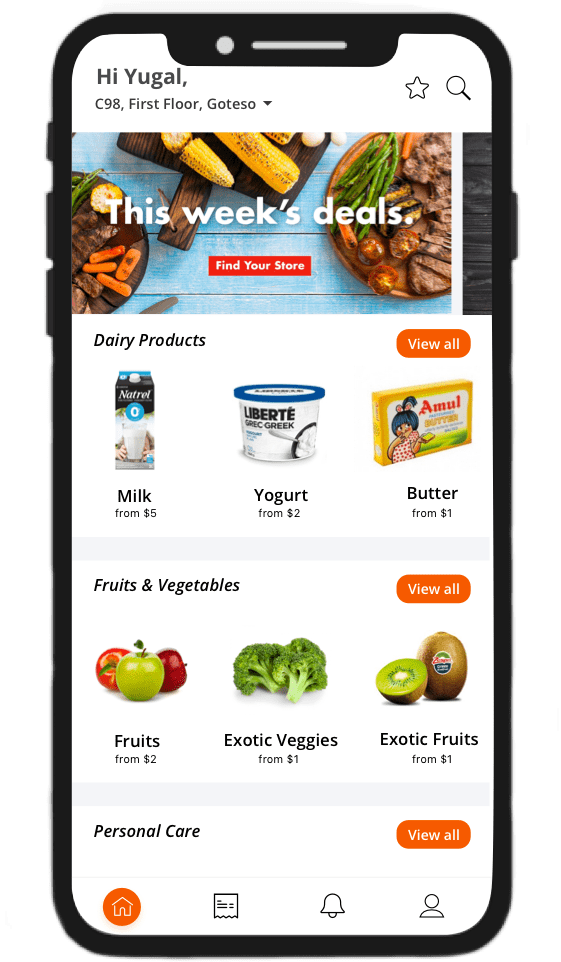 Hi Yugal,
C98, First Floor, Goteso
This week's deals.
Find Your Store
Dairy Products
View all
Natrel
0
LIBERTÉ
GREC·GREEK
Amul
BUTTER
Milk
Yogurt
Butter
from $5
from $2
from $1
Fruits & Vegetables
View all
Fruits
Exotic Veggies
Exotic Fruits
from $2
from $1
from $1
Personal Care
View all